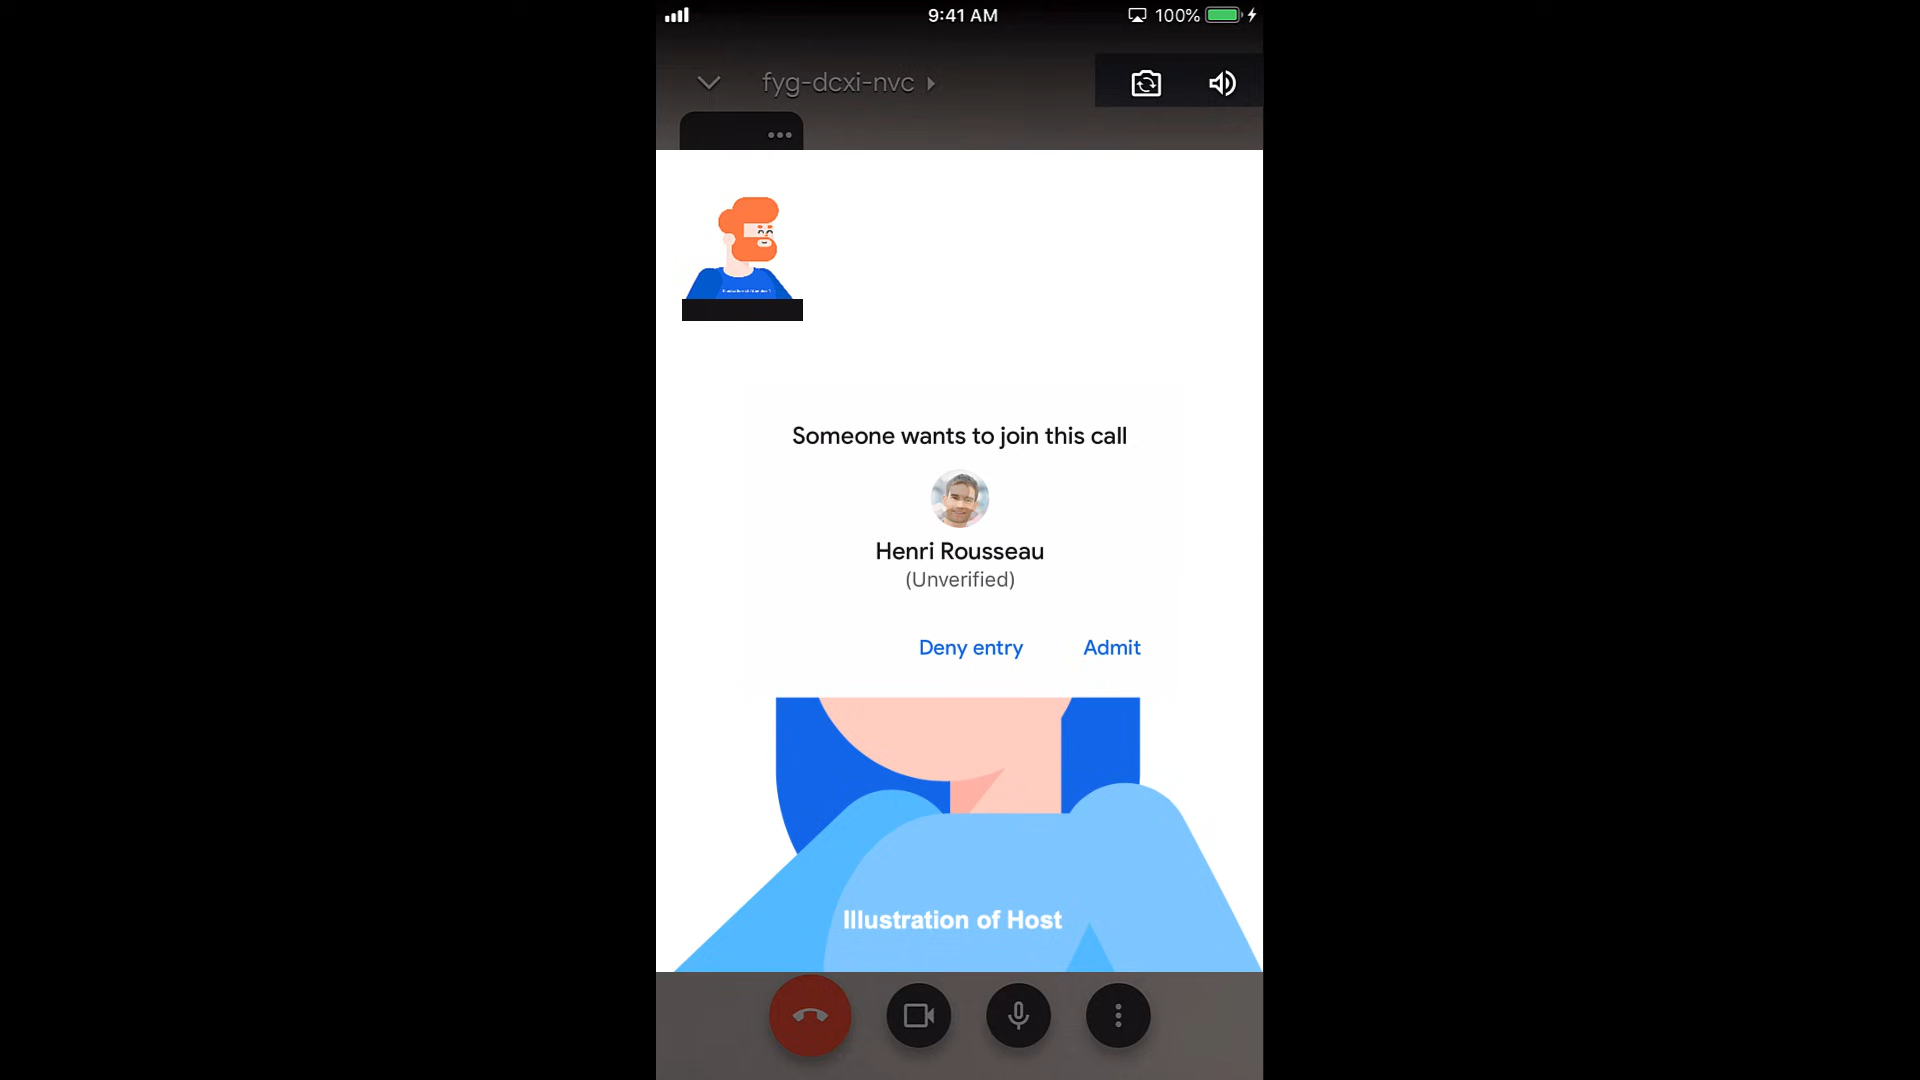 9:41 AM
100%
fyg-dcxi-nvc
Someone wants to join this call
Henri Rousseau
(Unverified)
Deny entry
Admit
Illustration of Host